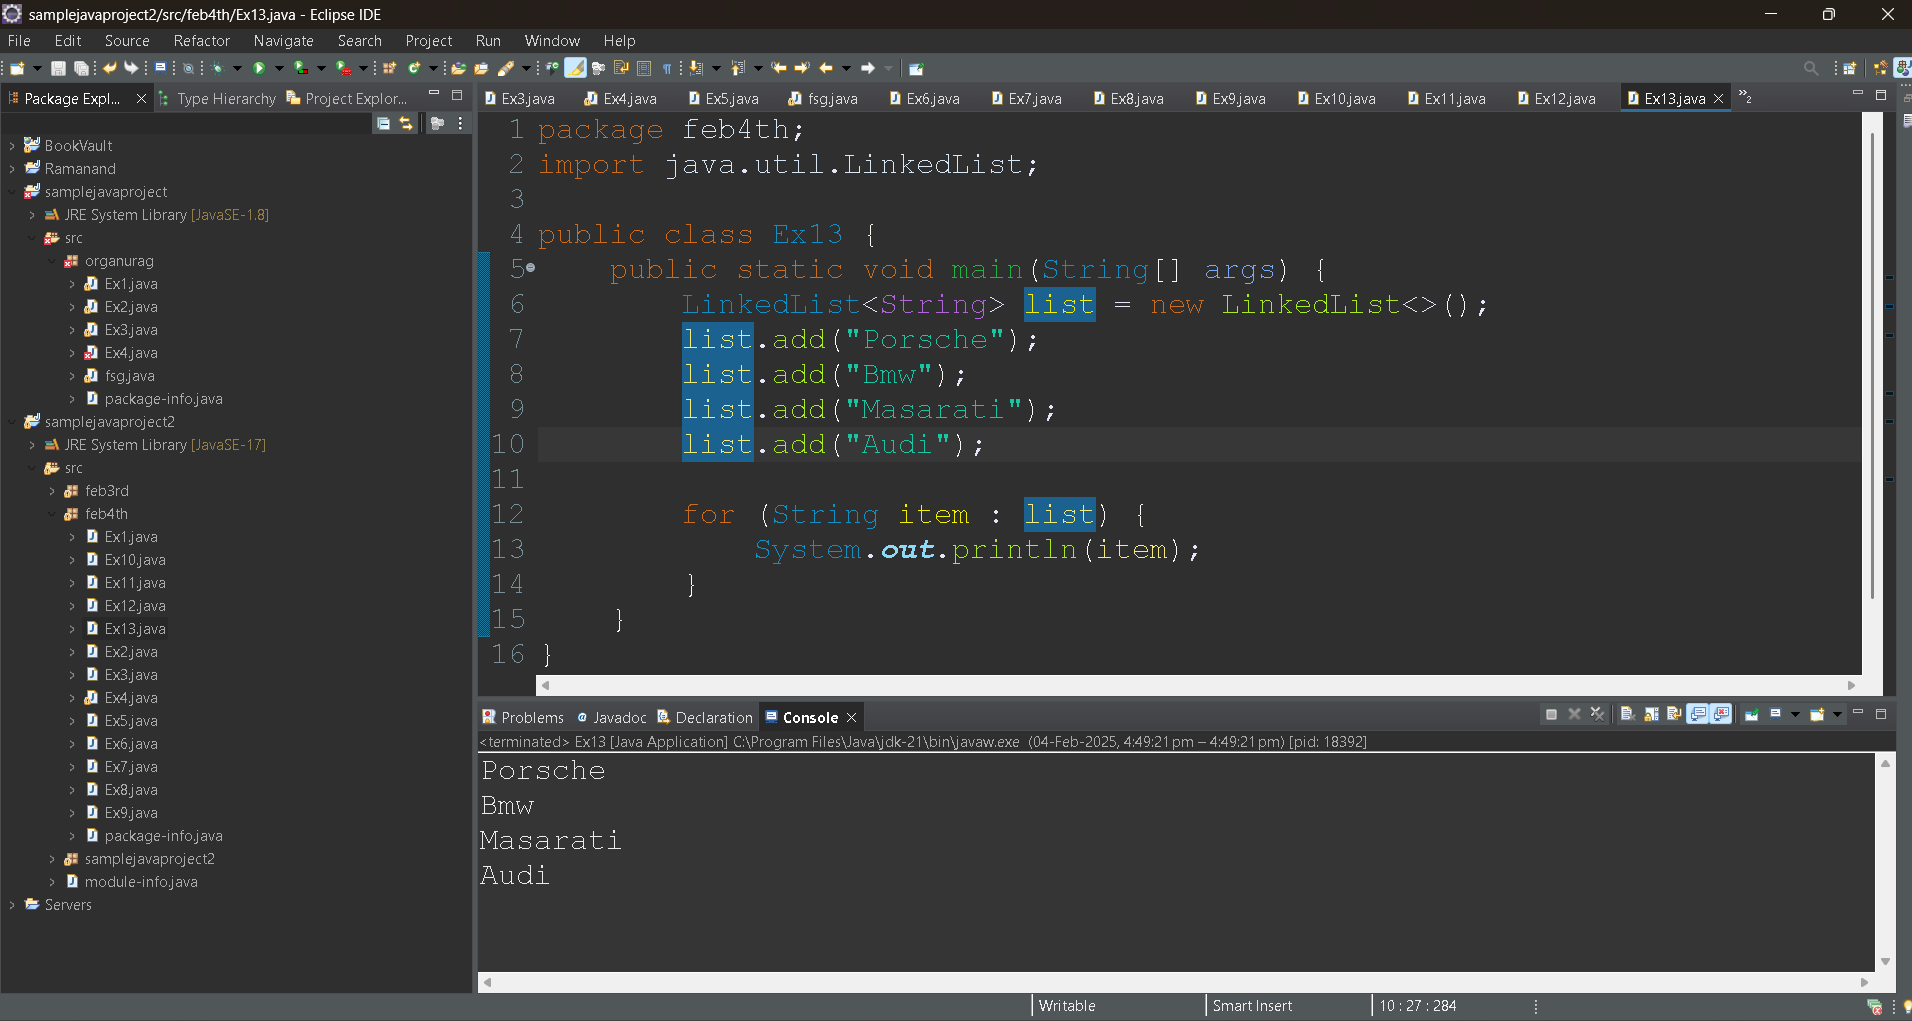 samplejavaproject2/src/feb4th/Ex13.java - Eclipse IDE
File Edit Source Refactor Navigate Search Project Run Window Help
Package Expl... Type Hierarchy Project Explor...
BookVault
Ramanand
samplejavaproject
JRE System Library [JavaSE-1.8]
src
organurag
Ex1.java
Ex2.java
Ex3.java
Ex4.java
fsg.java
package-info.java
samplejavaproject2
JRE System Library [JavaSE-17]
src
feb3rd
feb4th
Ex1.java
Ex10.java
Ex11.java
Ex12.java
Ex13.java
Ex2.java
Ex3.java
Ex4.java
Ex5.java
Ex6.java
Ex7.java
Ex8.java
Ex9.java
package-info.java
samplejavaproject2
module-info.java
Servers
Ex3.java Ex4.java Ex5.java fsg.java Ex6.java Ex7.java Ex8.java Ex9.java Ex10.java Ex11.java Ex12.java Ex13.java »2
1 package feb4th;
2 import java.util.LinkedList;
3
4 public class Ex13 {
5 public static void main(String[] args) {
6 LinkedList<String> list = new LinkedList<>();
7 list.add("Porsche");
8 list.add("Bmw");
9 list.add("Masarati");
10 list.add("Audi");
11
12 for (String item : list) {
13 System.out.println(item);
14 }
15 }
16 }
Problems Javadoc Declaration Console
<terminated> Ex13 [Java Application] C:\Program Files\Java\jdk-21\bin\javaw.exe (04-Feb-2025, 4:49:21 pm – 4:49:21 pm) [pid: 18392]
Porsche
Bmw
Masarati
Audi
Writable Smart Insert 10 : 27 : 284